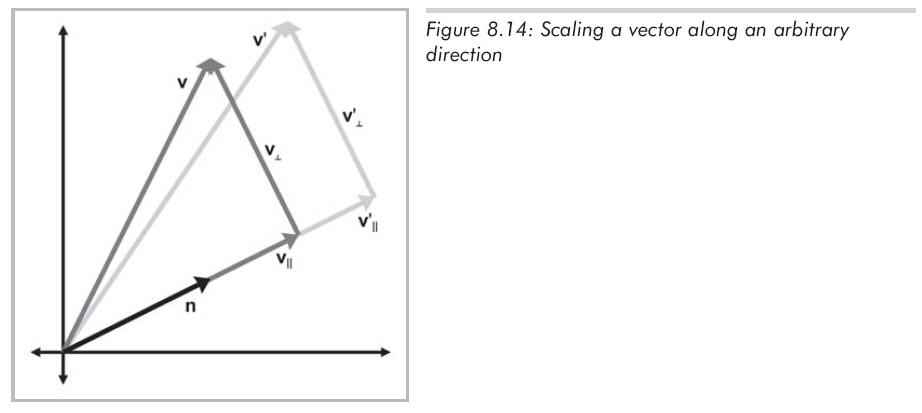 Figure 8.14: Scaling a vector along an arbitrary
direction
v'
v
v'⊥
v⊥
v'||
v||
n